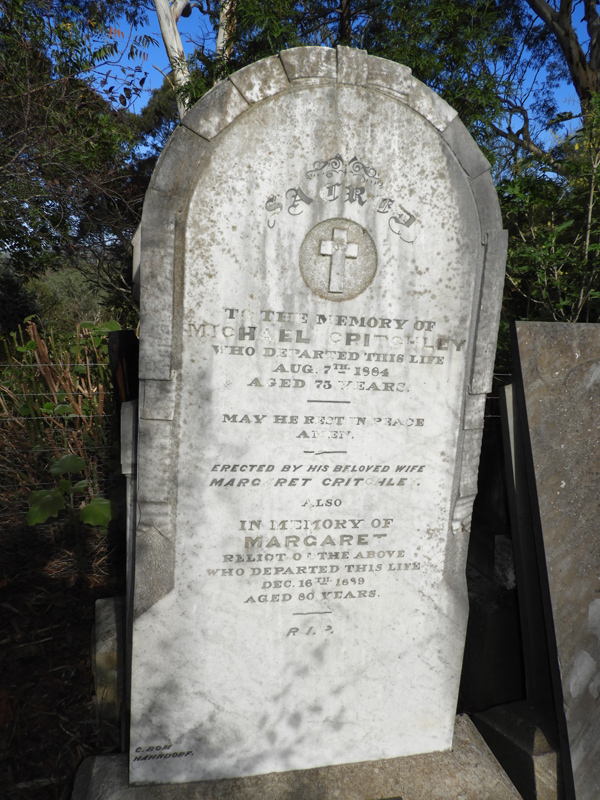 SACRED
TO THE MEMORY OF
MICHAEL CRITCHLEY
WHO DEPARTED THIS LIFE
AUG. 7TH 1884
AGED 75 YEARS.
MAY HE REST IN PEACE
AMEN.
ERECTED BY HIS BELOVED WIFE
MARGARET CRITCHLEY.
ALSO
IN MEMORY OF
MARGARET
RELICT OF THE ABOVE
WHO DEPARTED THIS LIFE
DEC. 16TH 1889
AGED 80 YEARS.
R.I.P.
C. BOM
HAHNDORF.